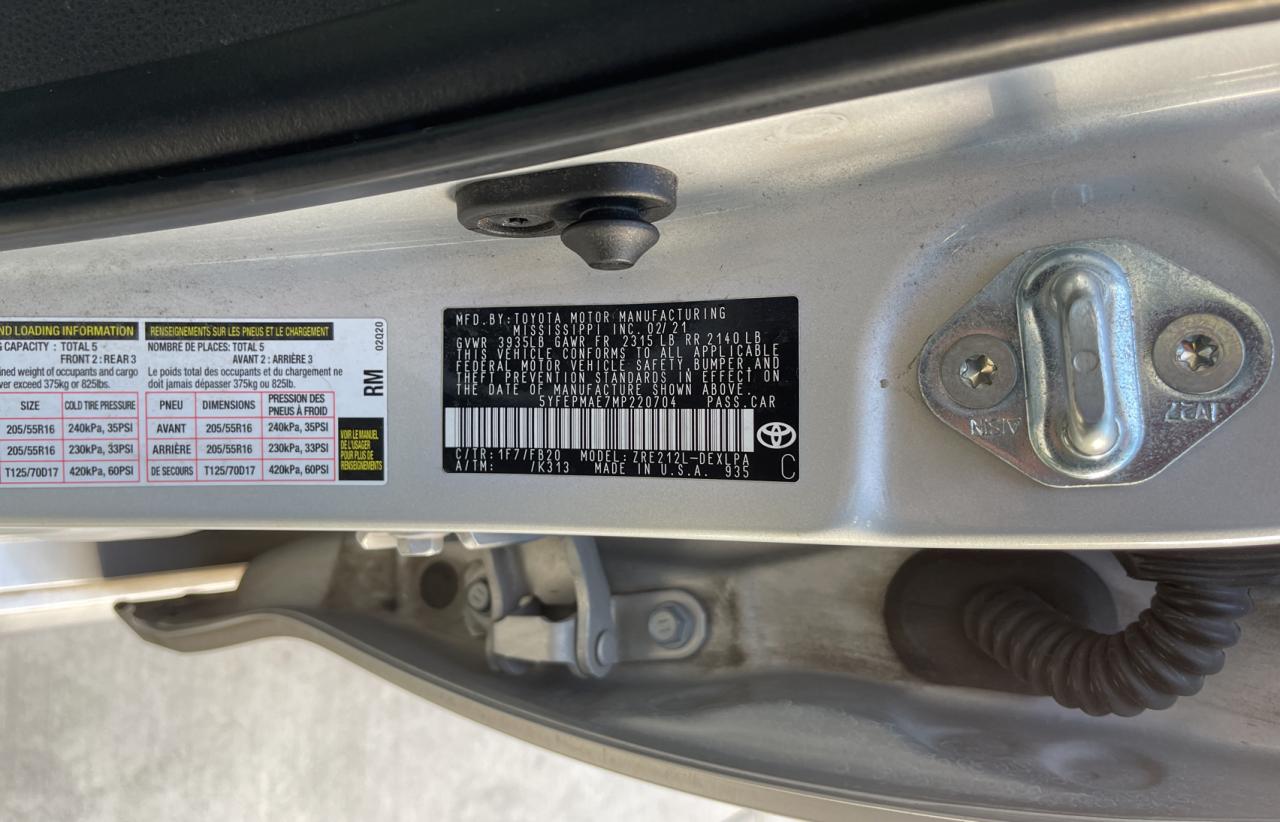 ND LOADING INFORMATION
G CAPACITY : TOTAL 5
FRONT 2 : REAR 3
ined weight of occupants and cargo
ver exceed 375kg or 825lbs.
SIZE COLD TIRE PRESSURE
205/55R16 240kPa, 35PSI
205/55R16 230kPa, 33PSI
T125/70D17 420kPa, 60PSI
RENSEIGNEMENTS SUR LES PNEUS ET LE CHARGEMENT
NOMBRE DE PLACES: TOTAL 5
AVANT 2 : ARRIÈRE 3
Le poids total des occupants et du chargement ne
doit jamais dépasser 375kg ou 825lb.
PNEU DIMENSIONS PRESSION DES
PNEUS À FROID
AVANT 205/55R16 240kPa, 35PSI
ARRIÈRE 205/55R16 230kPa, 33PSI
DE SECOURS T125/70D17 420kPa, 60PSI
VOIR LE MANUEL
DE L'USAGER
POUR PLUS DE
RENSEIGNEMENTS
RM
02020
MFD.BY:TOYOTA MOTOR MANUFACTURING
MISSISSIPPI INC. 02/21
GVWR 3935LB GAWR FR 2315LB RR 2140LB
THIS VEHICLE CONFORMS TO ALL APPLICABLE
FEDERAL MOTOR VEHICLE SAFETY,BUMPER,AND
THEFT PREVENTION STANDARDS IN EFFECT ON
THE DATE OF MANUFACTURE SHOWN ABOVE.
5YFEPMAE7MP220704 PASS.CAR
C/TR:1F7/FB20 MODEL: ZRE212L-DEXLPA
A/TM: /K313 MADE IN U.S.A. 935
C
AISIN